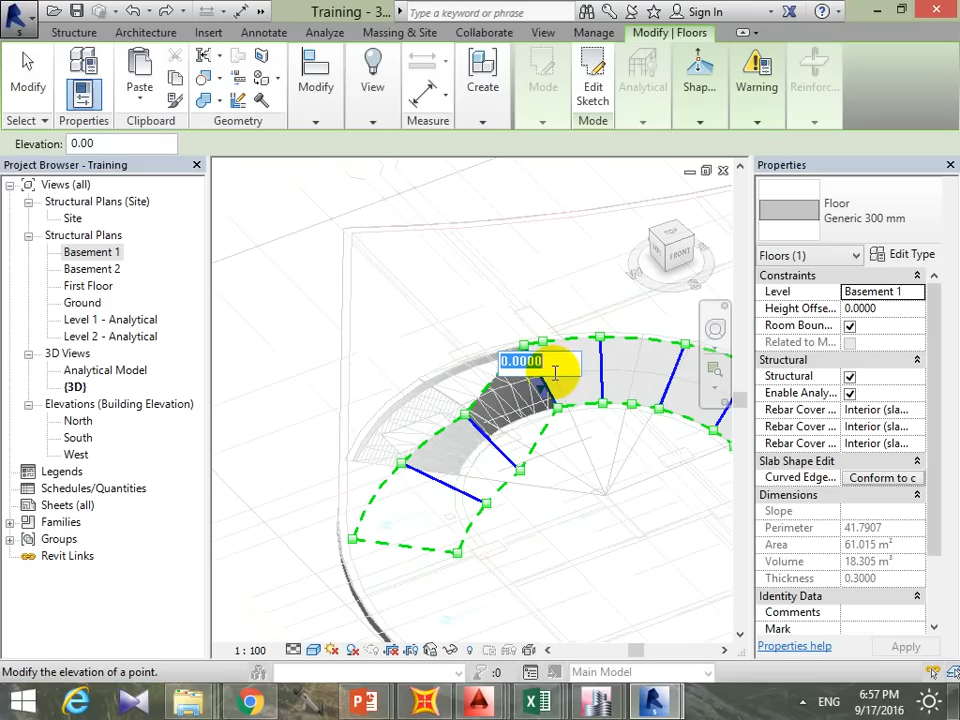 Training - 3...
Type a keyword or phrase
Sign In
S
Structure
Architecture
Insert
Annotate
Analyze
Massing & Site
Collaborate
View
Manage
Modify | Floors
Modify
Paste
Modify
View
Create
Mode
Edit
Sketch
Analytical
Shap...
Warning
Reinforc...
Select
Properties
Clipboard
Geometry
Measure
Mode
Elevation: 0.00
Project Browser - Training
Views (all)
Structural Plans (Site)
Site
Structural Plans
Basement 1
Basement 2
First Floor
Ground
Level 1 - Analytical
Level 2 - Analytical
3D Views
Analytical Model
{3D}
Elevations (Building Elevation)
North
South
West
Legends
Schedules/Quantities
Sheets (all)
Families
Groups
Revit Links
TOP
FRONT
0.0000
Properties
Floor
Generic 300 mm
Floors (1)
Edit Type
Constraints
Level Basement 1
Height Offse... 0.0000
Room Boun...
Related to M...
Structural
Structural
Enable Analy...
Rebar Cover ... Interior (sla...
Rebar Cover ... Interior (sla...
Rebar Cover ... Interior (sla...
Slab Shape Edit
Curved Edge... Conform to c
Dimensions
Slope
Perimeter 41.7907
Area 61.015 m²
Volume 18.305 m³
Thickness 0.3000
Identity Data
Comments
Mark
Properties help
Apply
1 : 100
Modify the elevation of a point.
:0
Main Model
ENG
6:57 PM
9/17/2016